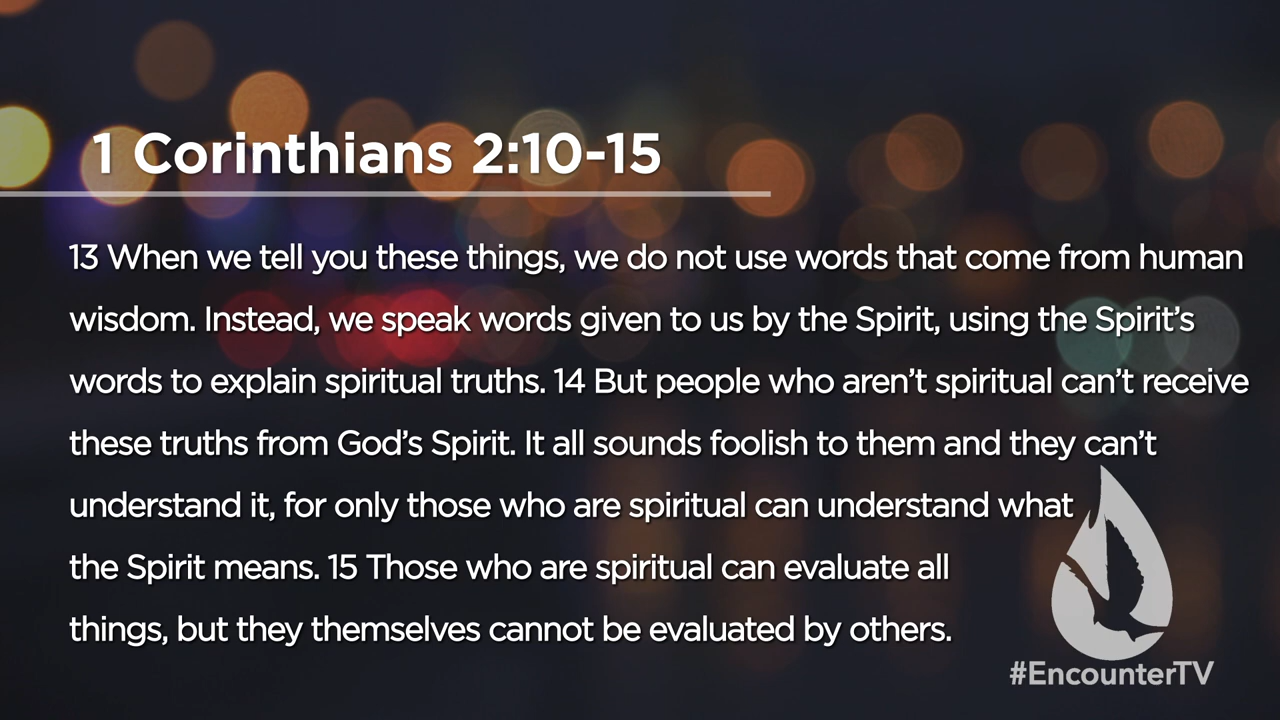 1 Corinthians 2:10-15
13 When we tell you these things, we do not use words that come from human
wisdom. Instead, we speak words given to us by the Spirit, using the Spirit’s
words to explain spiritual truths. 14 But people who aren’t spiritual can’t receive
these truths from God’s Spirit. It all sounds foolish to them and they can’t
understand it, for only those who are spiritual can understand what
the Spirit means. 15 Those who are spiritual can evaluate all
things, but they themselves cannot be evaluated by others.
#EncounterTV